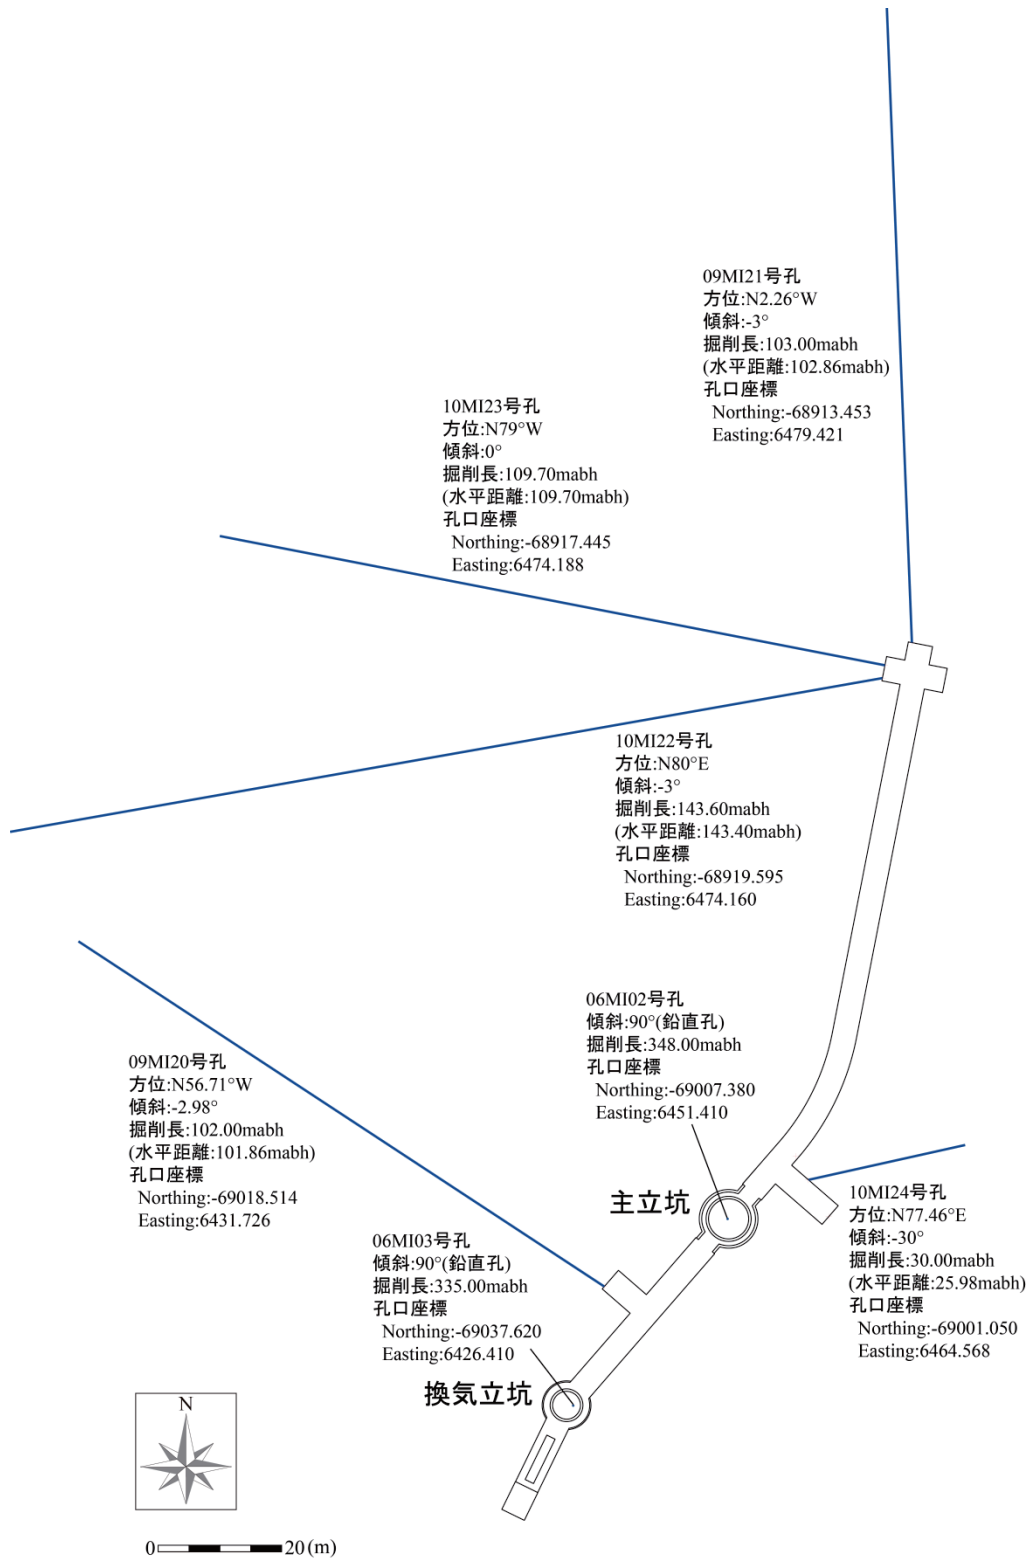 09MI21号孔
方位:N2.26°W
傾斜:-3°
掘削長:103.00mabh
(水平距離:102.86mabh)
孔口座標
Northing:-68913.453
Easting:6479.421
10MI23号孔
方位:N79°W
傾斜:0°
掘削長:109.70mabh
(水平距離:109.70mabh)
孔口座標
Northing:-68917.445
Easting:6474.188
10MI22号孔
方位:N80°E
傾斜:-3°
掘削長:143.60mabh
(水平距離:143.40mabh)
孔口座標
Northing:-68919.595
Easting:6474.160
06MI02号孔
傾斜:90°(鉛直孔)
掘削長:348.00mabh
孔口座標
Northing:-69007.380
Easting:6451.410
09MI20号孔
方位:N56.71°W
傾斜:-2.98°
掘削長:102.00mabh
(水平距離:101.86mabh)
孔口座標
Northing:-69018.514
Easting:6431.726
主立坑
10MI24号孔
方位:N77.46°E
傾斜:-30°
掘削長:30.00mabh
(水平距離:25.98mabh)
孔口座標
Northing:-69001.050
Easting:6464.568
06MI03号孔
傾斜:90°(鉛直孔)
掘削長:335.00mabh
孔口座標
Northing:-69037.620
Easting:6426.410
換気立坑
N
0 20 (m)